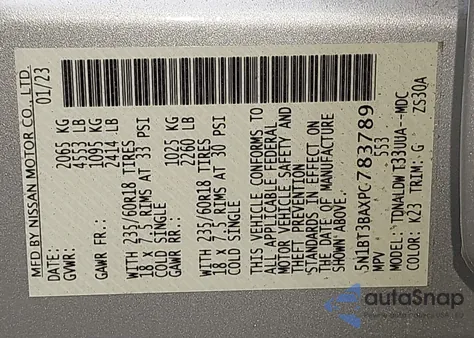 MFD BY NISSAN MOTOR CO., LTD.
DATE: 01/23
GVWR: 2065 KG
4553 LB
GAWR FR.: 1095 KG
2414 LB
WITH 235/60R18 TIRES
18 x 7.5 RIMS AT 33 PSI
COLD SINGLE
GAWR RR.: 1025 KG
2260 LB
WITH 235/60R18 TIRES
18 x 7.5 RIMS AT 30 PSI
COLD SINGLE
THIS VEHICLE CONFORMS TO
ALL APPLICABLE FEDERAL
MOTOR VEHICLE SAFETY AND
THEFT PREVENTION
STANDARDS IN EFFECT ON
THE DATE OF MANUFACTURE
SHOWN ABOVE.
5N1BT3BAXPC783789
MPV 553
MODEL: TDNALDW T33UUA--MDC
COLOR: K23 TRIM: G ZS30A
autoSnap